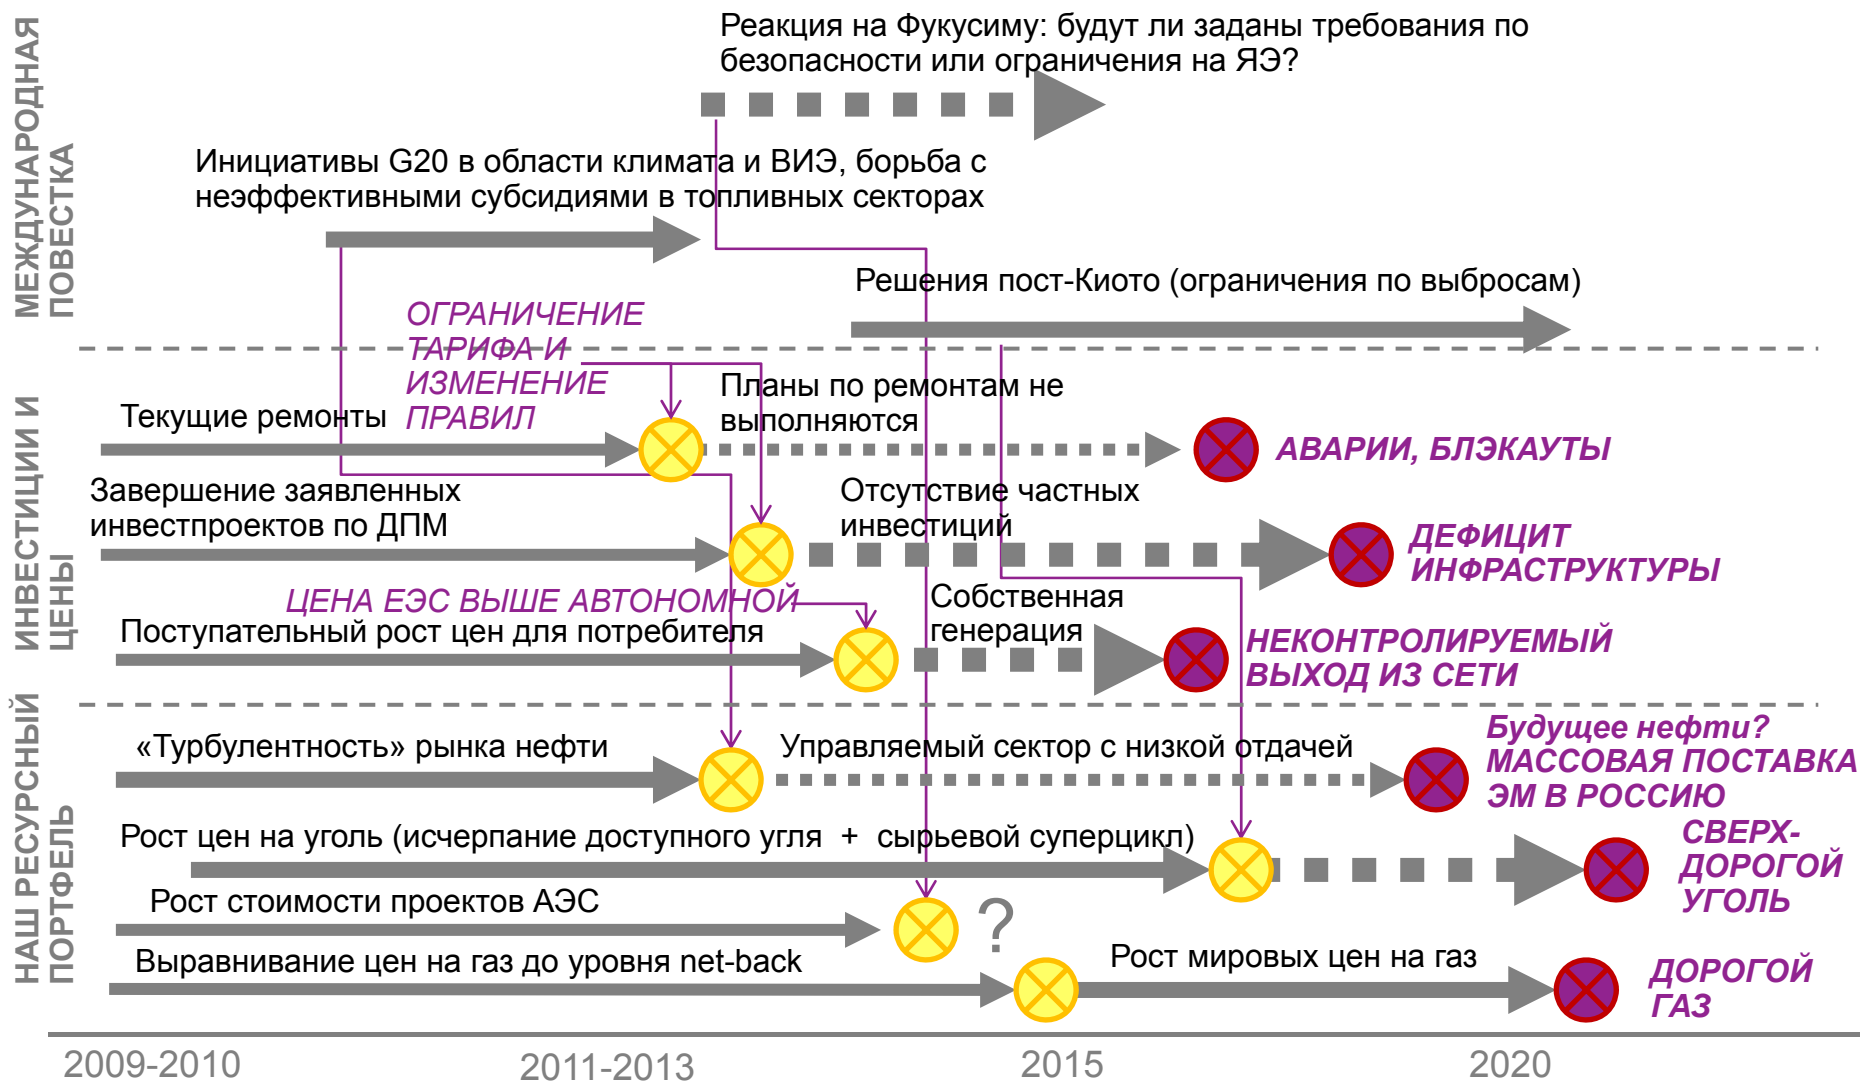 МЕЖДУНАРОДНАЯ
ПОВЕСТКА
Реакция на Фукусиму: будут ли заданы требования по
безопасности или ограничения на ЯЭ?
Инициативы G20 в области климата и ВИЭ, борьба с
неэффективными субсидиями в топливных секторах
Решения пост-Киото (ограничения по выбросам)
ИНВЕСТИЦИИ И
ЦЕНЫ
ОГРАНИЧЕНИЕ
ТАРИФА И
ИЗМЕНЕНИЕ
ПРАВИЛ
Текущие ремонты
Планы по ремонтам не
выполняются
АВАРИИ, БЛЭКАУТЫ
Завершение заявленных
инвестпроектов по ДПМ
Отсутствие частных
инвестиций
ДЕФИЦИТ
ИНФРАСТРУКТУРЫ
ЦЕНА ЕЭС ВЫШЕ АВТОНОМНОЙ
Поступательный рост цен для потребителя
Собственная
генерация
НЕКОНТРОЛИРУЕМЫЙ
ВЫХОД ИЗ СЕТИ
НАШ РЕСУРСНЫЙ
ПОРТФЕЛЬ
«Турбулентность» рынка нефти
Управляемый сектор с низкой отдачей
Будущее нефти?
МАССОВАЯ ПОСТАВКА
ЭМ В РОССИЮ
Рост цен на уголь (исчерпание доступного угля + сырьевой суперцикл)
СВЕРХ-
ДОРОГОЙ
УГОЛЬ
Рост стоимости проектов АЭС
?
Выравнивание цен на газ до уровня net-back
Рост мировых цен на газ
ДОРОГОЙ
ГАЗ
2009-2010
2011-2013
2015
2020